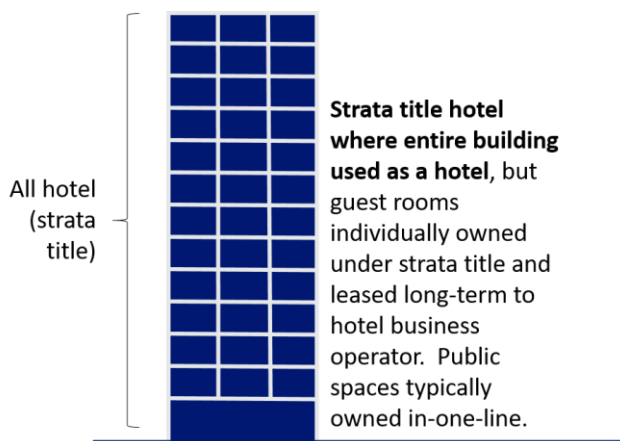 All hotel
(strata
title)
Strata title hotel
where entire building
used as a hotel, but
guest rooms
individually owned
under strata title and
leased long-term to
hotel business
operator.  Public
spaces typically
owned in-one-line.